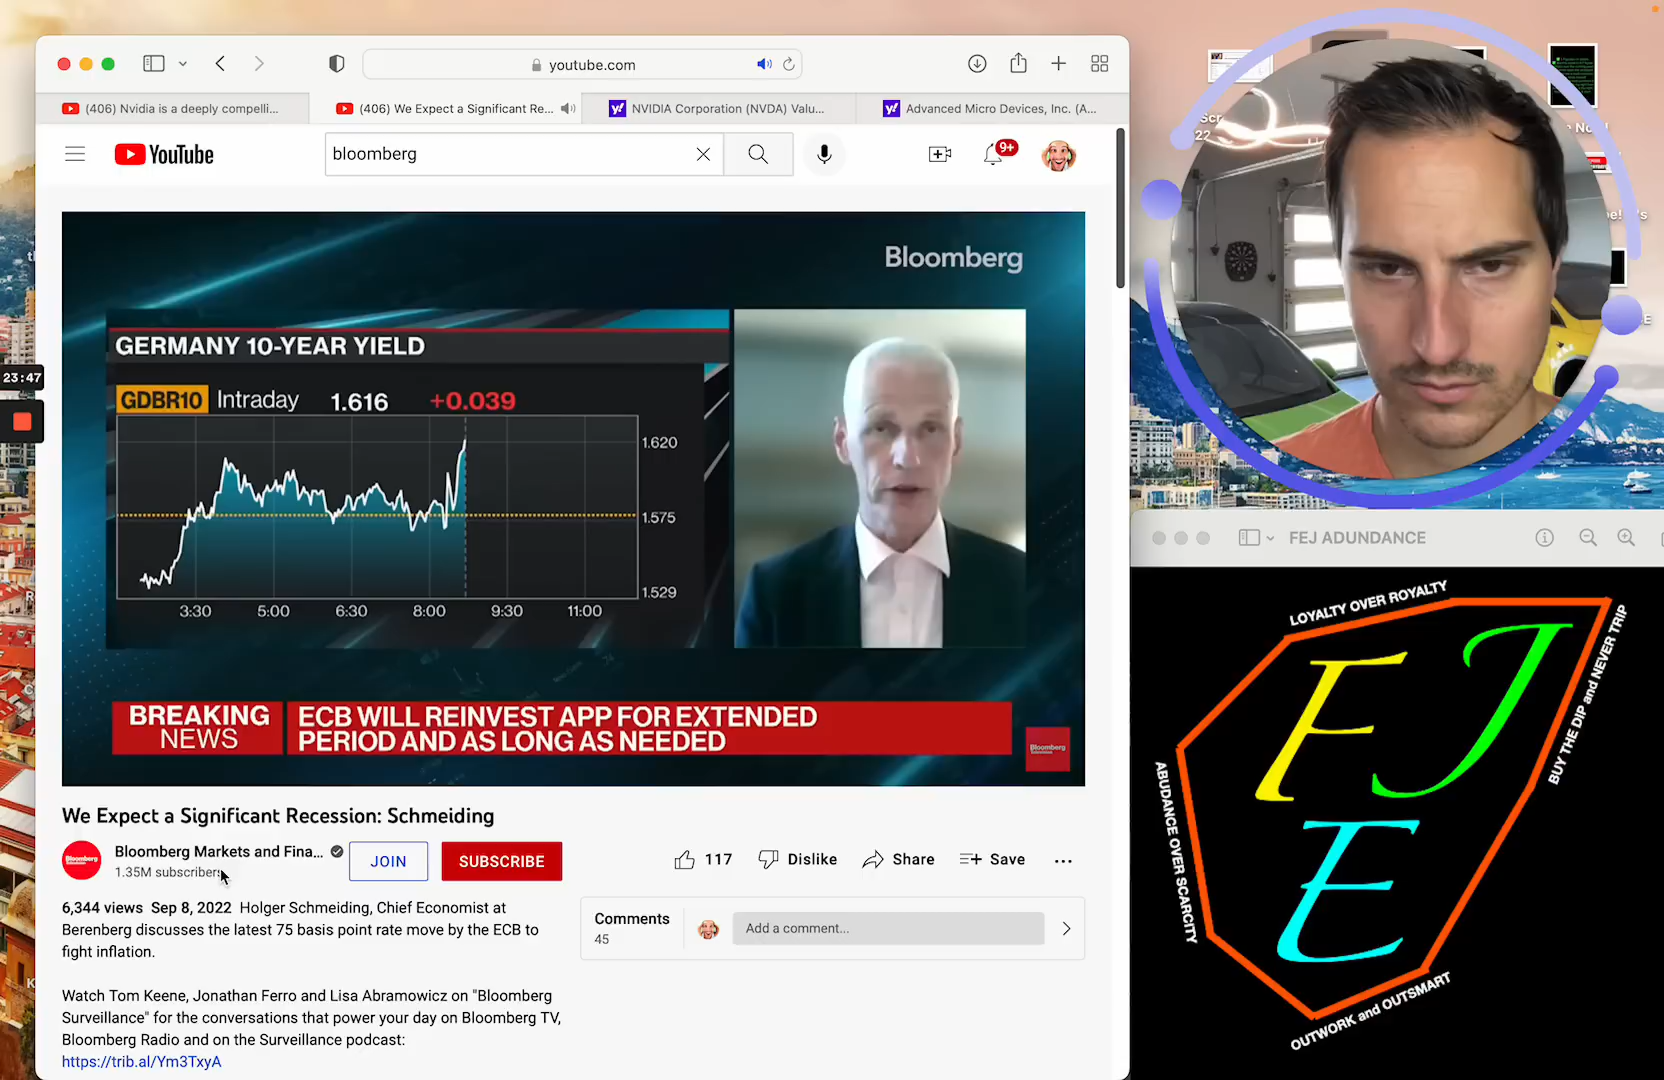 youtube.com
(406) Nvidia is a deeply compelli...
(406) We Expect a Significant Re...
NVIDIA Corporation (NVDA) Valu...
Advanced Micro Devices, Inc. (A...
YouTube
bloomberg
9+
Bloomberg
GERMANY 10-YEAR YIELD
GDBR10 Intraday 1.616 +0.039
1.620
1.575
1.529
3:30 5:00 6:30 8:00 9:30 11:00
BREAKING NEWS
ECB WILL REINVEST APP FOR EXTENDED
PERIOD AND AS LONG AS NEEDED
Bloomberg
23:47
We Expect a Significant Recession: Schmeiding
Bloomberg Markets and Fina...
1.35M subscribers
JOIN
SUBSCRIBE
117
Dislike
Share
Save
6,344 views Sep 8, 2022 Holger Schmeiding, Chief Economist at
Berenberg discusses the latest 75 basis point rate move by the ECB to
fight inflation.
Watch Tom Keene, Jonathan Ferro and Lisa Abramowicz on "Bloomberg
Surveillance" for the conversations that power your day on Bloomberg TV,
Bloomberg Radio and on the Surveillance podcast:
https://trib.al/Ym3TxyA
Comments
45
Add a comment...
FEJ ADUNDANCE
LOYALTY OVER ROYALTY
BUY THE DIP and NEVER TRIP
ABUDANCE OVER SCARCITY
OUTWORK and OUTSMART
F J
E